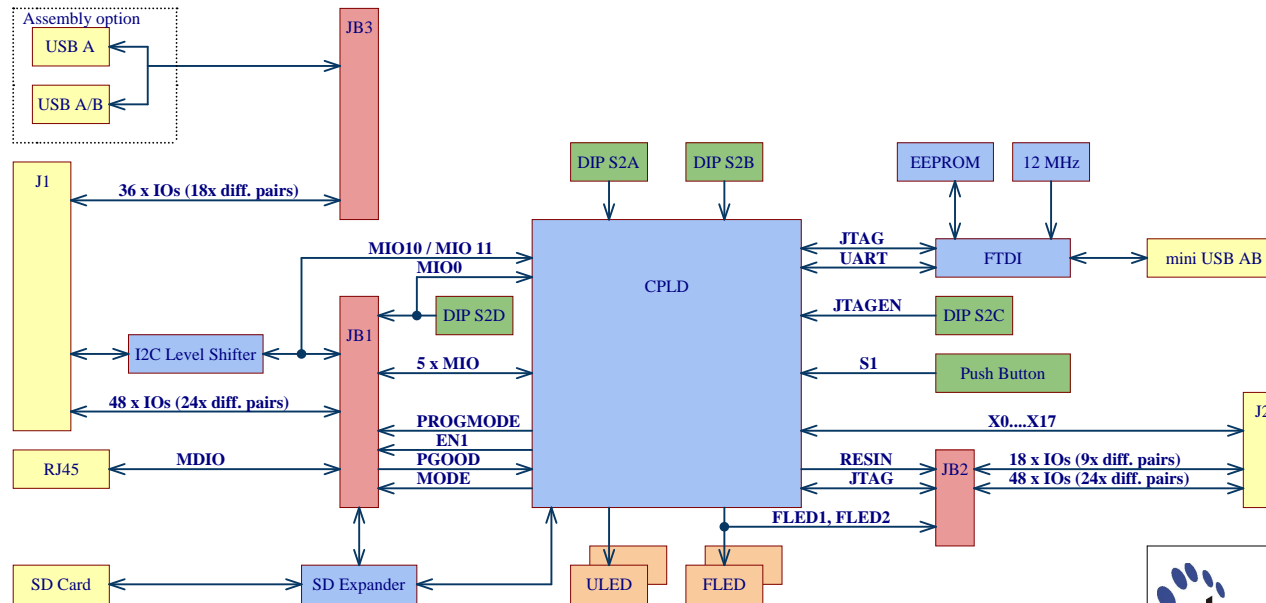 Assembly option
USB A
USB A/B
JB3
J1
36 x IOs (18x diff. pairs)
DIP S2A
DIP S2B
EEPROM
12 MHz
MIO10 / MIO 11
MIO0
CPLD
JTAG
UART
FTDI
mini USB AB
DIP S2D
JB1
JTAGEN
DIP S2C
I2C Level Shifter
5 x MIO
S1
Push Button
48 x IOs (24x diff. pairs)
PROGMODE
EN1
X0....X17
J2
RJ45
MDIO
PGOOD
MODE
RESIN
JTAG
JB2
18 x IOs (9x diff. pairs)
48 x IOs (24x diff. pairs)
FLED1, FLED2
SD Card
SD Expander
ULED
FLED